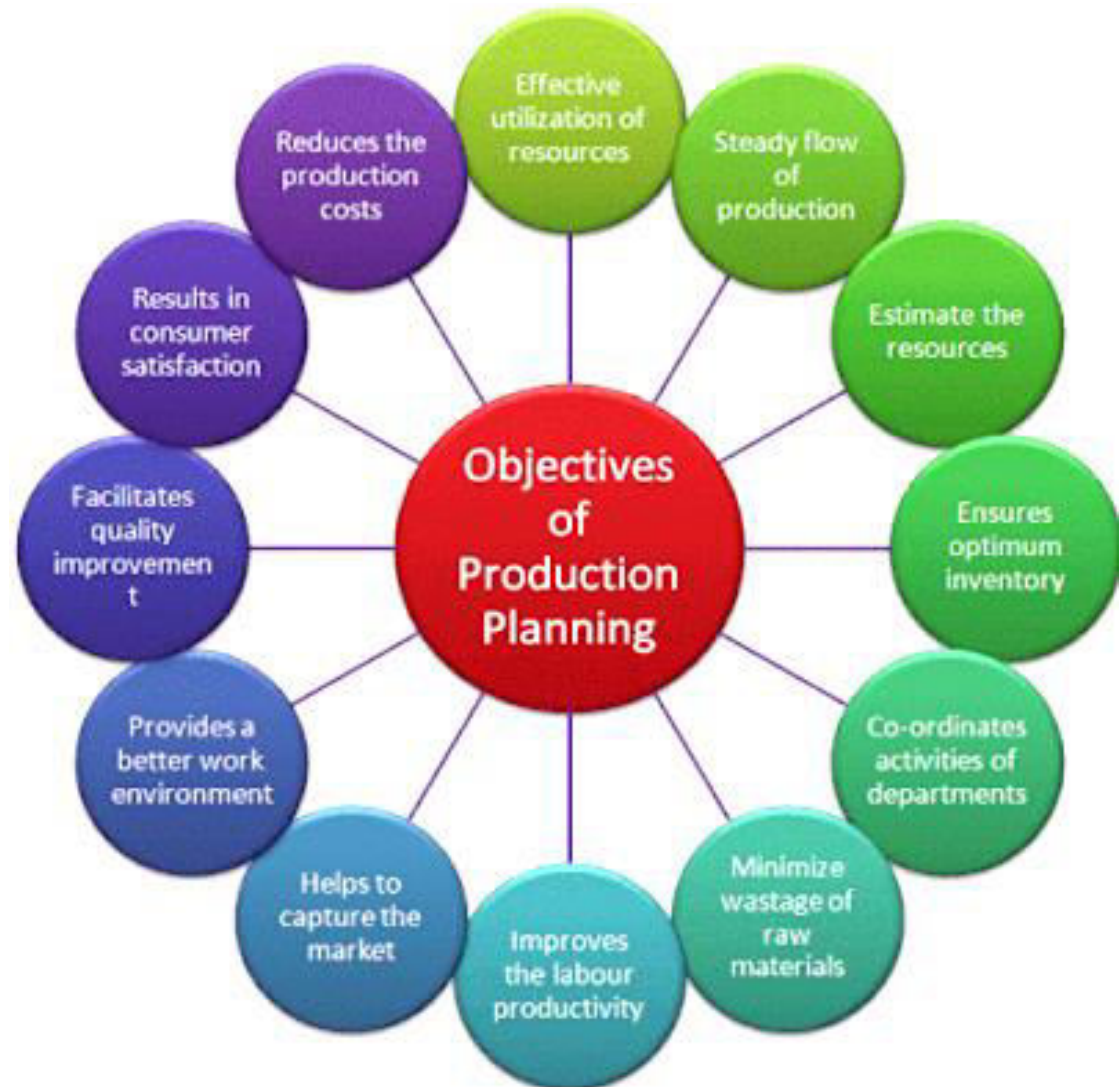 Objectives
of
Production
Planning
Effective
utilization of
resources
Steady flow
of
production
Estimate the
resources
Ensures
optimum
inventory
Co-ordinates
activities of
departments
Minimize
wastage of
raw
materials
Improves
the labour
productivity
Helps to
capture the
market
Provides a
better work
environment
Facilitates
quality
improvemen
t
Results in
consumer
satisfaction
Reduces the
production
costs